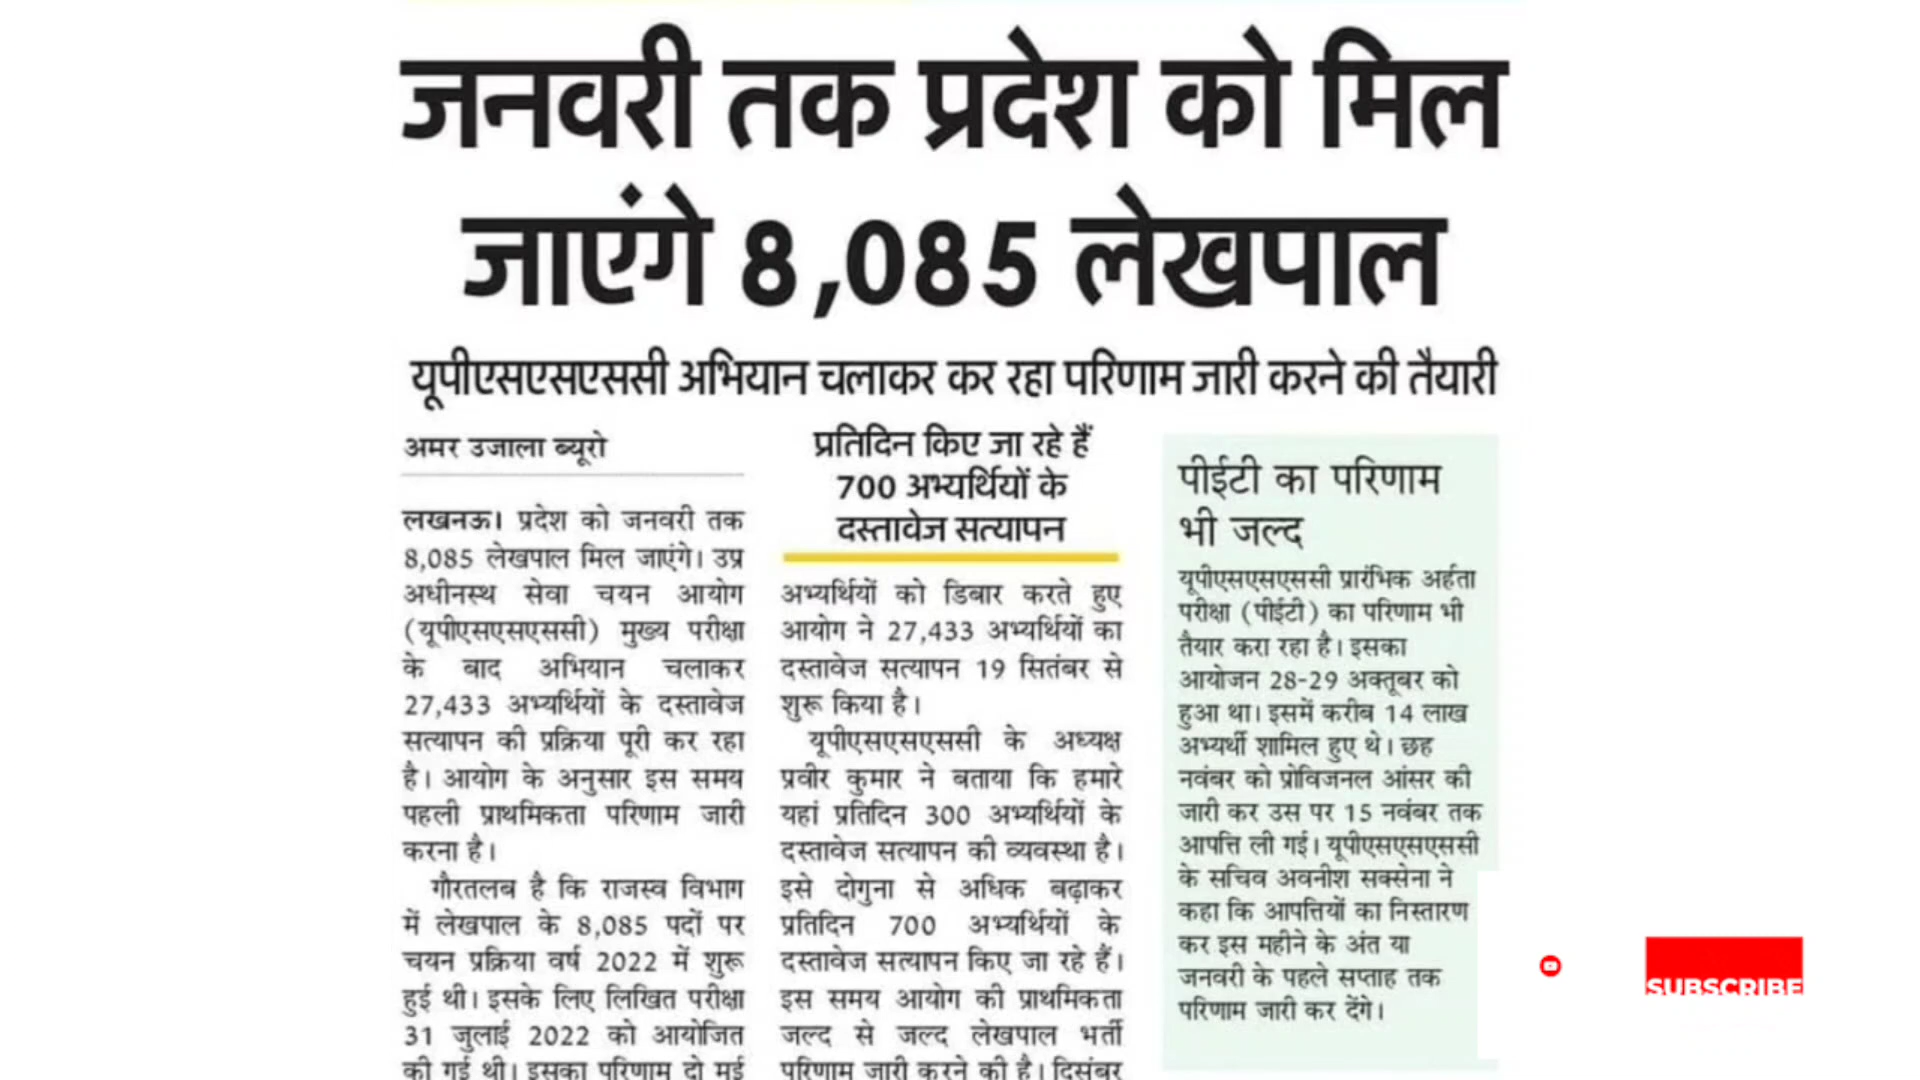 जनवरी तक प्रदेश को मिल
जाएंगे 8,085 लेखपाल
यूपीएसएसएससी अभियान चलाकर कर रहा परिणाम जारी करने की तैयारी
अमर उजाला ब्यूरो
लखनऊ। प्रदेश को जनवरी तक
8,085 लेखपाल मिल जाएंगे। उप्र
अधीनस्थ सेवा चयन आयोग
(यूपीएसएसएससी) मुख्य परीक्षा
के बाद अभियान चलाकर
27,433 अभ्यर्थियों के दस्तावेज
सत्यापन की प्रक्रिया पूरी कर रहा
है। आयोग के अनुसार इस समय
पहली प्राथमिकता परिणाम जारी
करना है।
गौरतलब है कि राजस्व विभाग
में लेखपाल के 8,085 पदों पर
चयन प्रक्रिया वर्ष 2022 में शुरू
हुई थी। इसके लिए लिखित परीक्षा
31 जुलाई 2022 को आयोजित
की गई थी। इसका परिणाम दो मई
प्रतिदिन किए जा रहे हैं
700 अभ्यर्थियों के
दस्तावेज सत्यापन
अभ्यर्थियों को डिबार करते हुए
आयोग ने 27,433 अभ्यर्थियों का
दस्तावेज सत्यापन 19 सितंबर से
शुरू किया है।
यूपीएसएसएससी के अध्यक्ष
प्रवीर कुमार ने बताया कि हमारे
यहां प्रतिदिन 300 अभ्यर्थियों के
दस्तावेज सत्यापन की व्यवस्था है।
इसे दोगुना से अधिक बढ़ाकर
प्रतिदिन 700 अभ्यर्थियों के
दस्तावेज सत्यापन किए जा रहे हैं।
इस समय आयोग की प्राथमिकता
जल्द से जल्द लेखपाल भर्ती
परिणाम जारी करने की है। दिसंबर
पीईटी का परिणाम
भी जल्द
यूपीएसएसएससी प्रारंभिक अर्हता
परीक्षा (पीईटी) का परिणाम भी
तैयार करा रहा है। इसका
आयोजन 28-29 अक्तूबर को
हुआ था। इसमें करीब 14 लाख
अभ्यर्थी शामिल हुए थे। छह
नवंबर को प्रोविजनल आंसर की
जारी कर उस पर 15 नवंबर तक
आपत्ति ली गई। यूपीएसएसएससी
के सचिव अवनीश सक्सेना ने
कहा कि आपत्तियों का निस्तारण
कर इस महीने के अंत या
जनवरी के पहले सप्ताह तक
परिणाम जारी कर देंगे।
SUBSCRIBE